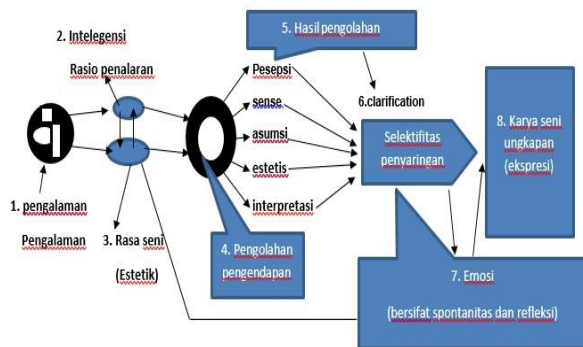 5. Hasil pengolahan
2. Intelegensi
Rasio penalaran
Pesepsi
sense
asumsi
estetis
interpretasi
6.clarification
Selektifitas
penyaringan
8. Karya seni
ungkapan
(ekspresi)
1. pengalaman
Pengalaman
3. Rasa seni
(Estetik)
4. Pengolahan
pengendapan
7. Emosi
(bersifat spontanitas dan refleksi)